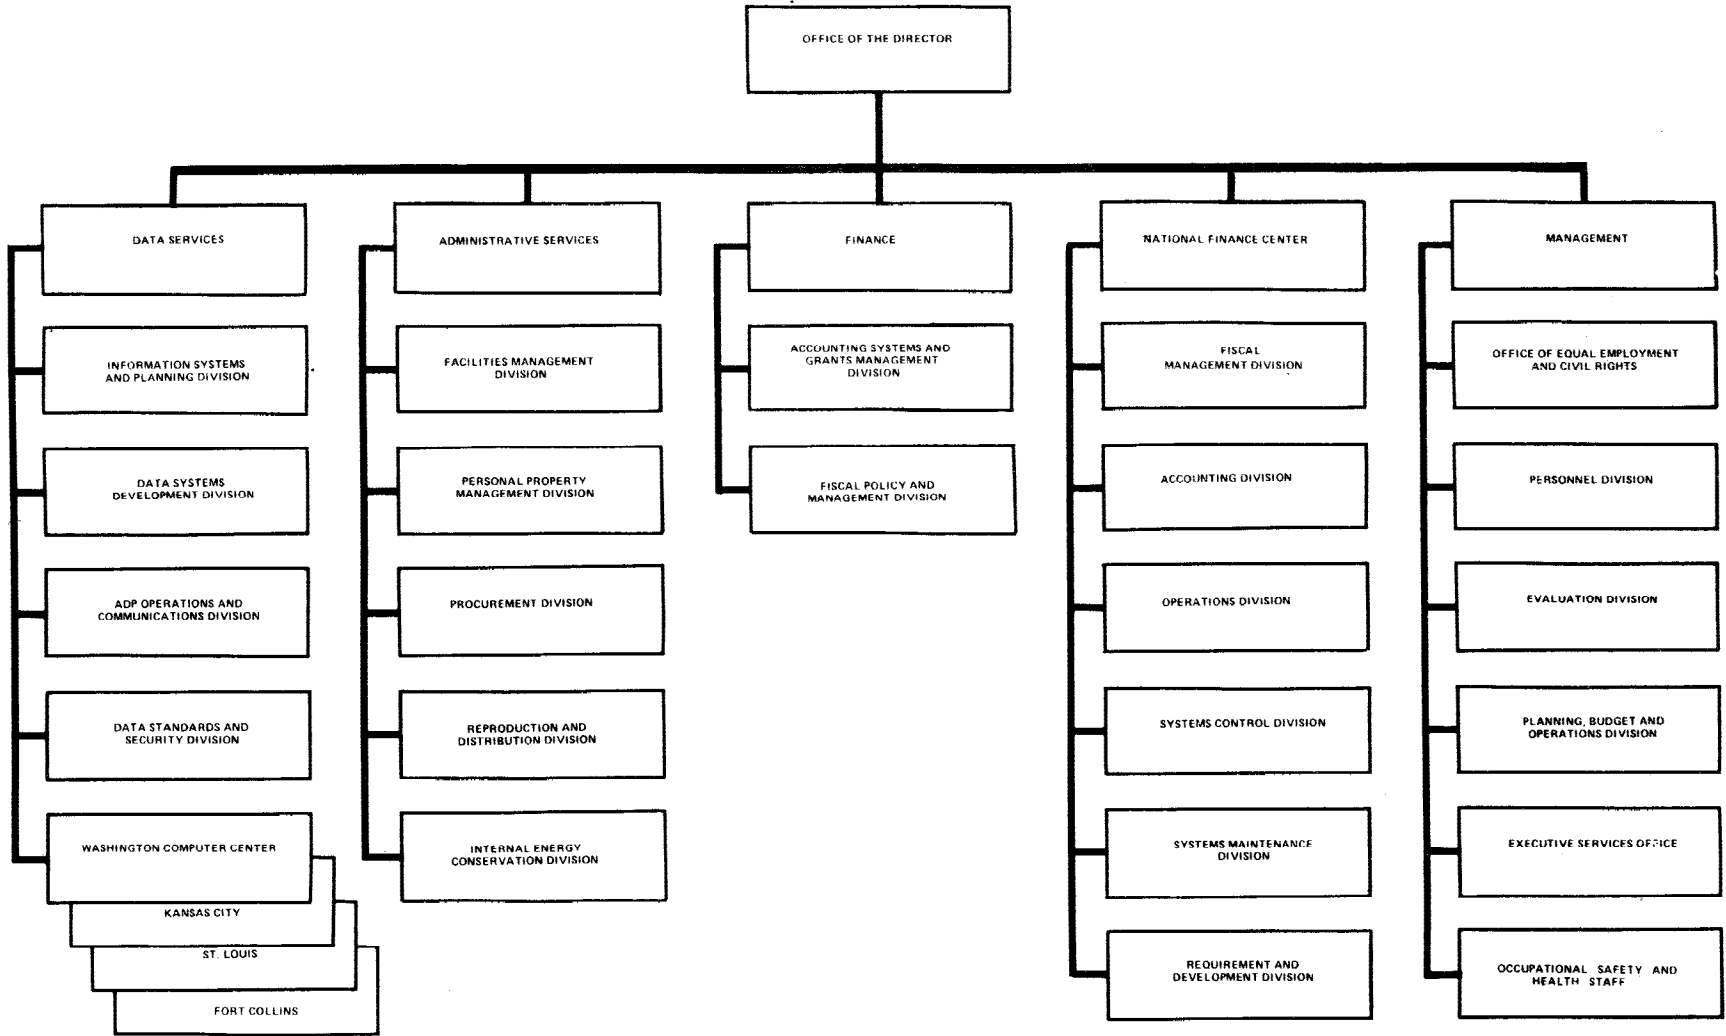 OFFICE OF THE DIRECTOR
DATA SERVICES
INFORMATION SYSTEMS
AND PLANNING DIVISION
DATA SYSTEMS
DEVELOPMENT DIVISION
ADP OPERATIONS AND
COMMUNICATIONS DIVISION
DATA STANDARDS AND
SECURITY DIVISION
WASHINGTON COMPUTER CENTER
KANSAS CITY
ST. LOUIS
FORT COLLINS
ADMINISTRATIVE SERVICES
FACILITIES MANAGEMENT
DIVISION
PERSONAL PROPERTY
MANAGEMENT DIVISION
PROCUREMENT DIVISION
REPRODUCTION AND
DISTRIBUTION DIVISION
INTERNAL ENERGY
CONSERVATION DIVISION
FINANCE
ACCOUNTING SYSTEMS AND
GRANTS MANAGEMENT
DIVISION
FISCAL POLICY AND
MANAGEMENT DIVISION
NATIONAL FINANCE CENTER
FISCAL
MANAGEMENT DIVISION
ACCOUNTING DIVISION
OPERATIONS DIVISION
SYSTEMS CONTROL DIVISION
SYSTEMS MAINTENANCE
DIVISION
REQUIREMENT AND
DEVELOPMENT DIVISION
MANAGEMENT
OFFICE OF EQUAL EMPLOYMENT
AND CIVIL RIGHTS
PERSONNEL DIVISION
EVALUATION DIVISION
PLANNING, BUDGET AND
OPERATIONS DIVISION
EXECUTIVE SERVICES OFFICE
OCCUPATIONAL SAFETY AND
HEALTH STAFF